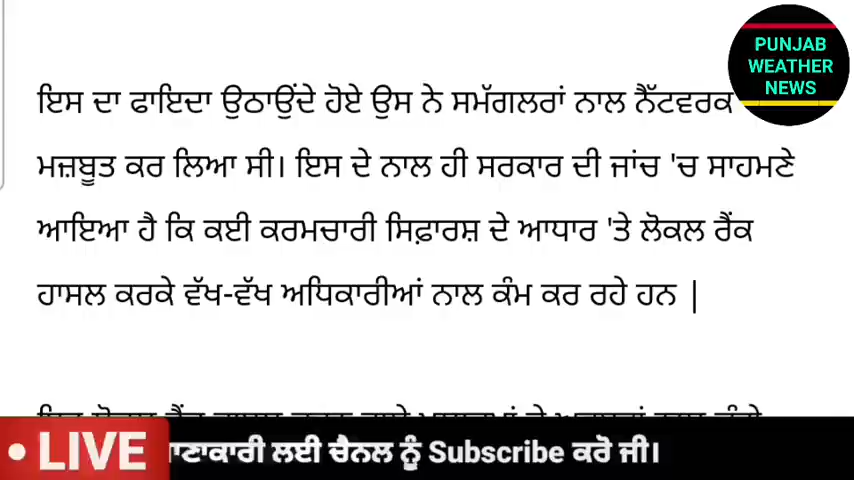 PUNJAB
WEATHER
NEWS
ਇਸ ਦਾ ਫਾਇਦਾ ਉਠਾਉਂਦੇ ਹੋਏ ਉਸ ਨੇ ਸਮੱਗਲਰਾਂ ਨਾਲ ਨੈੱਟਵਰਕ
ਮਜ਼ਬੂਤ ਕਰ ਲਿਆ ਸੀ। ਇਸ ਦੇ ਨਾਲ ਹੀ ਸਰਕਾਰ ਦੀ ਜਾਂਚ 'ਚ ਸਾਹਮਣੇ
ਆਇਆ ਹੈ ਕਿ ਕਈ ਕਰਮਚਾਰੀ ਸਿਫ਼ਾਰਸ਼ ਦੇ ਆਧਾਰ 'ਤੇ ਲੋਕਲ ਰੈਂਕ
ਹਾਸਲ ਕਰਕੇ ਵੱਖ-ਵੱਖ ਅਧਿਕਾਰੀਆਂ ਨਾਲ ਕੰਮ ਕਰ ਰਹੇ ਹਨ |
• LIVE ਾਣਾਕਾਰੀ ਲਈ ਚੈਨਲ ਨੂੰ Subscribe ਕਰੋ ਜੀ।